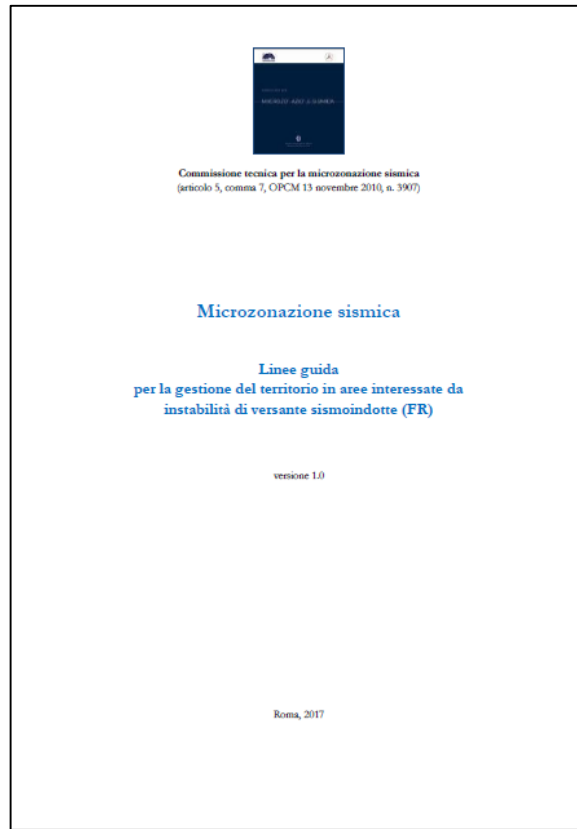 MICROZONAZIONE SISMICA
Commissione tecnica per la microzonazione sismica
(articolo 5, comma 7, OPCM 13 novembre 2010, n. 3907)
Microzonazione sismica
Linee guida
per la gestione del territorio in aree interessate da
instabilità di versante sismoindotte (FR)
versione 1.0
Roma, 2017